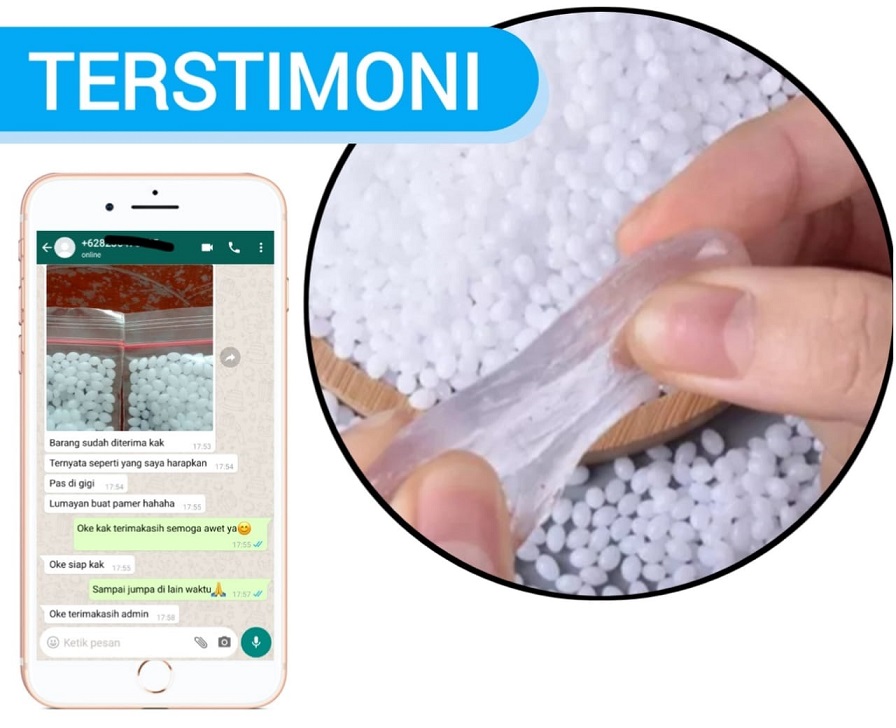 TERSTIMONI
online
Barang sudah diterima kak 17:53
Ternyata seperti yang saya harapkan 17:54
Pas di gigi 17:54
Lumayan buat pamer hahaha 17:55
Oke kak terimakasih semoga awet ya😊
17:55
Oke siap kak 17:55
Sampai jumpa di lain waktu🙏 17:57
Oke terimakasih admin 17:58
Ketik pesan